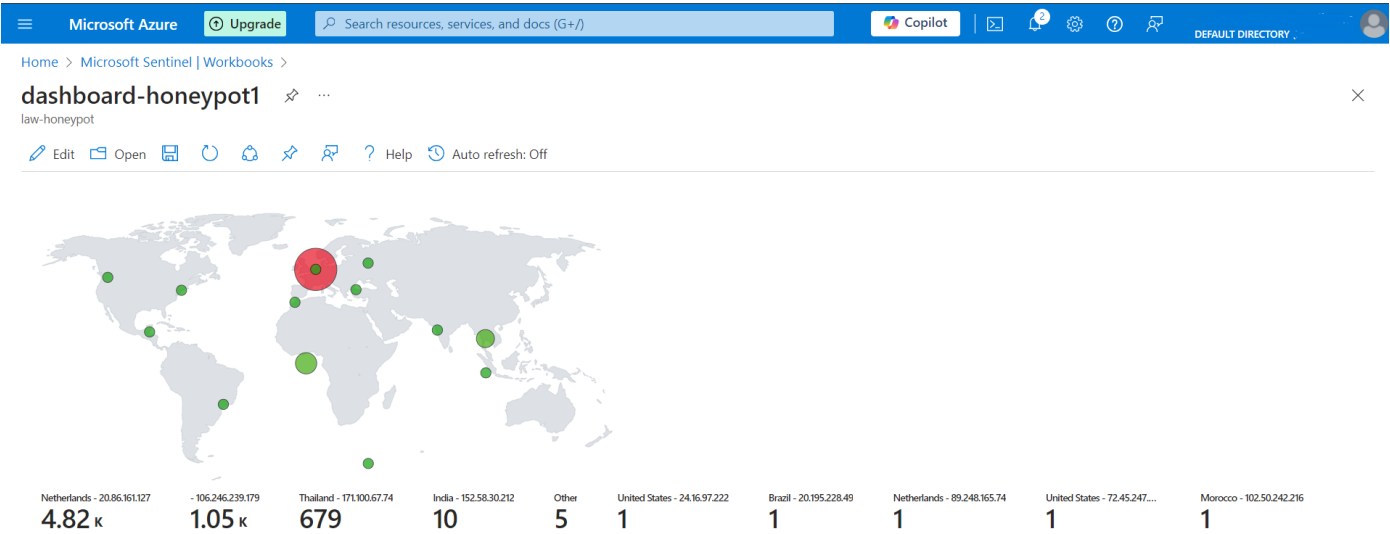 Microsoft Azure Upgrade Search resources, services, and docs (G+/) Copilot 2 DEFAULT DIRECTORY
Home > Microsoft Sentinel | Workbooks >
dashboard-honeypot1 ...
law-honeypot
Edit Open Help Auto refresh: Off
Netherlands - 20.86.161.127 - 106.246.239.179 Thailand - 171.100.67.74 India - 152.58.30.212 Other United States - 24.16.97.222 Brazil - 20.195.228.49 Netherlands - 89.248.165.74 United States - 72.45.247.... Morocco - 102.50.242.216
4.82 K 1.05 K 679 10 5 1 1 1 1 1